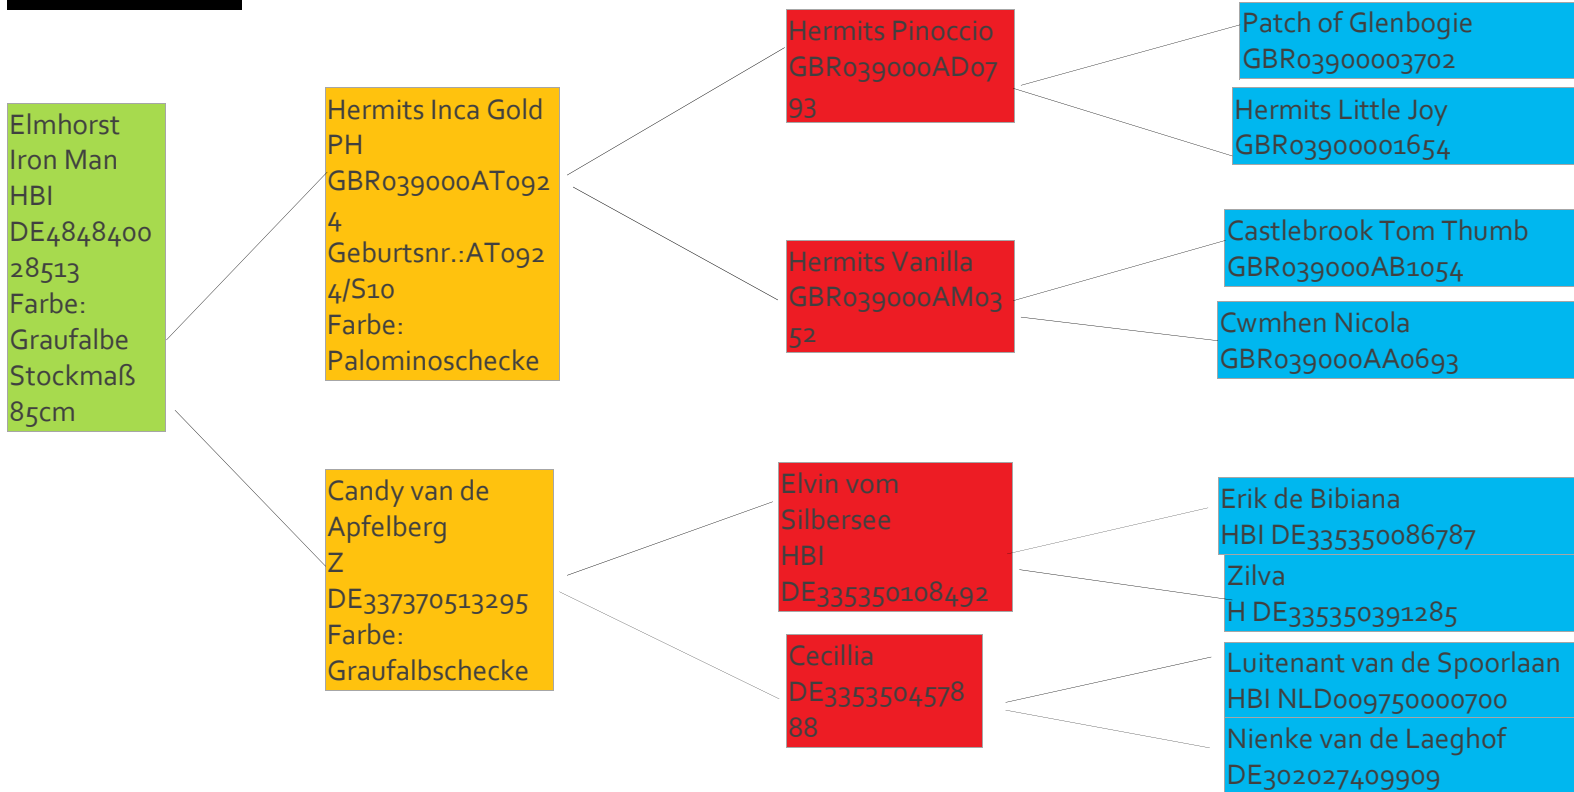 Elmhorst
Iron Man
HBI
DE4848400
28513
Farbe:
Graufalbe
Stockmaß
85cm
Hermits Inca Gold
PH
GBR039000AT092
4
Geburtsnr.:AT092
4/S10
Farbe:
Palominoschecke
Candy van de
Apfelberg
Z
DE337370513295
Farbe:
Graufalbschecke
Hermits Pinoccio
GBR039000AD07
93
Hermits Vanilla
GBR039000AM03
52
Elvin vom
Silbersee
HBI
DE335350108492
Cecillia
DE3353504578
88
Patch of Glenbogie
GBR03900003702
Hermits Little Joy
GBR03900001654
Castlebrook Tom Thumb
GBR039000AB1054
Cwmhen Nicola
GBR039000AA0693
Erik de Bibiana
HBI DE335350086787
Zilva
H DE335350391285
Luitenant van de Spoorlaan
HBI NLD009750000700
Nienke van de Laeghof
DE302027409909